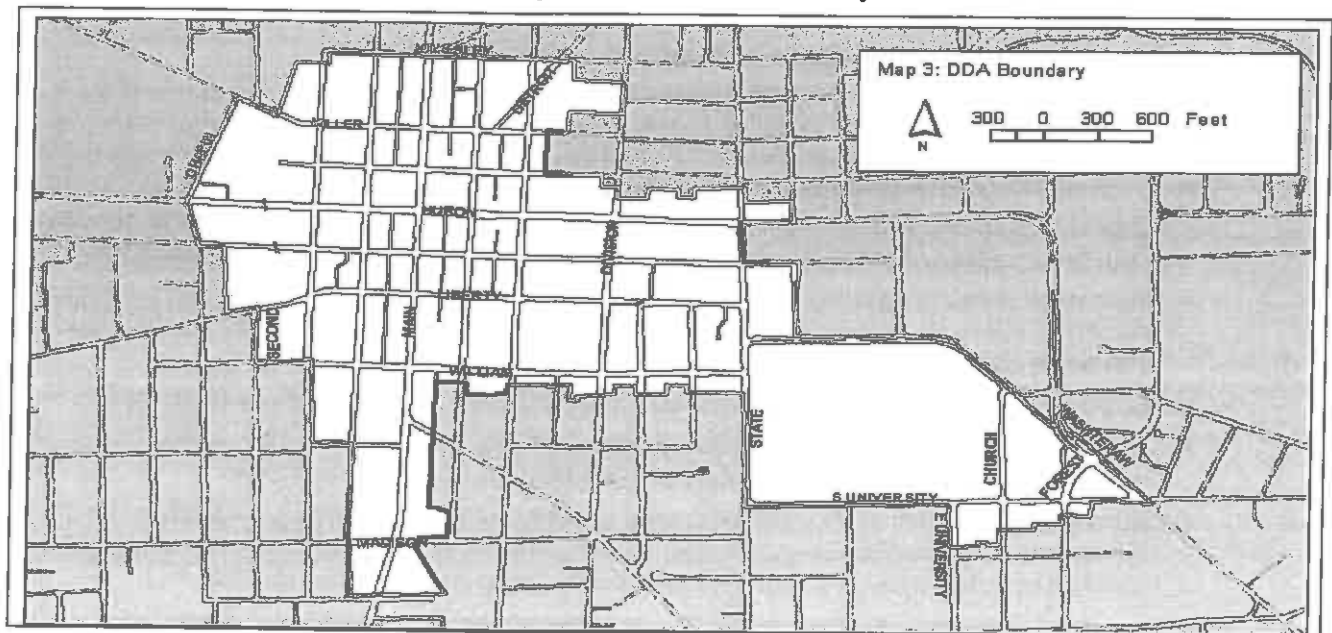 Map 3: DDA Boundary
300 0 300 600 Feet
N
KINGSLEY
DETROIT
MILLER
HURON
DIVISION
LIBERTY
SECOND
MAIN
WILLIAM
STATE
CHURCH
WASHTENAW
FOREST
S UNIVERSITY
E UNIVERSITY
MADISON